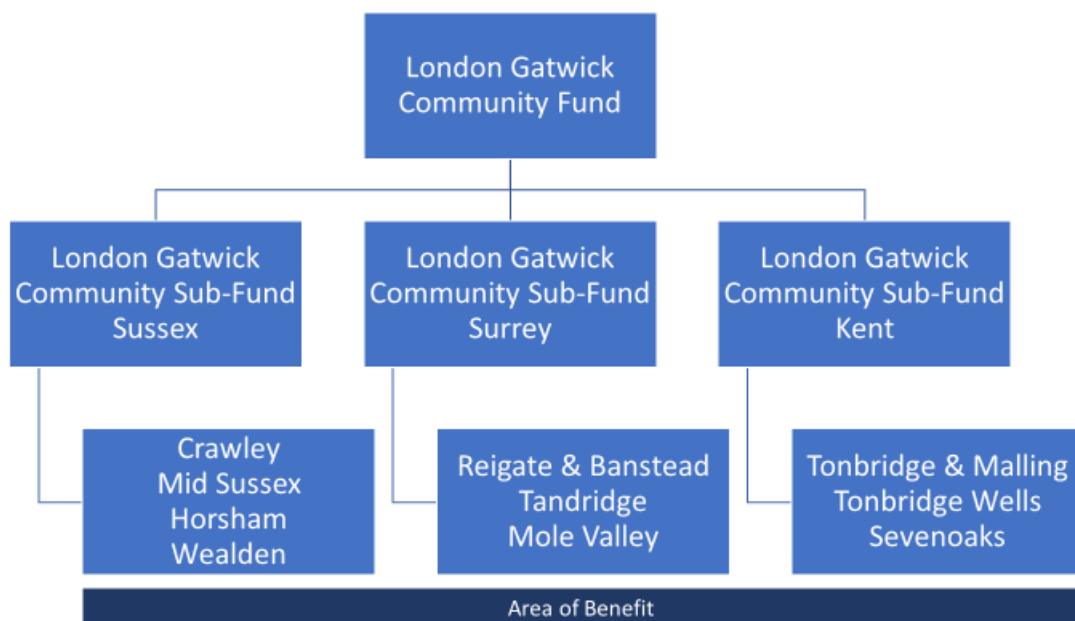 London Gatwick
Community Fund
London Gatwick
Community Sub-Fund
Sussex
London Gatwick
Community Sub-Fund
Surrey
London Gatwick
Community Sub-Fund
Kent
Crawley
Mid Sussex
Horsham
Wealden
Reigate & Banstead
Tandridge
Mole Valley
Tonbridge & Malling
Tonbridge Wells
Sevenoaks
Area of Benefit